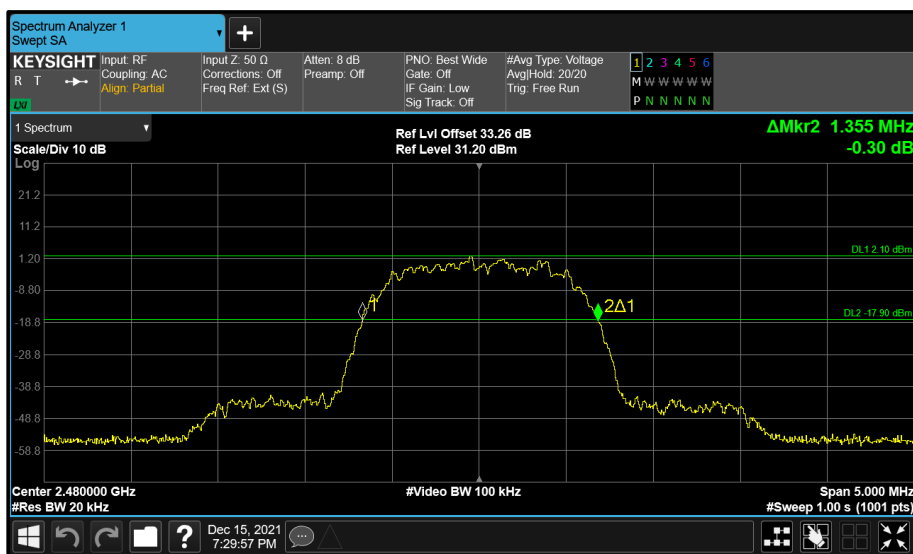 Spectrum Analyzer 1
Swept SA
+
KEYSIGHT
R T
LXI
Input: RF
Coupling: AC
Align: Partial
Input Z: 50 Ω
Corrections: Off
Freq Ref: Ext (S)
Atten: 8 dB
Preamp: Off
PNO: Best Wide
Gate: Off
IF Gain: Low
Sig Track: Off
#Avg Type: Voltage
Avg|Hold: 20/20
Trig: Free Run
1 2 3 4 5 6
M W W W W W
P N N N N N
1 Spectrum
Scale/Div 10 dB
Ref Lvl Offset 33.26 dB
Ref Level 31.20 dBm
ΔMkr2 1.355 MHz
-0.30 dB
Log
21.2
11.2
1.20
DL1 2.10 dBm
-8.80
1
2Δ1
-18.8
DL2 -17.90 dBm
-28.8
-38.8
-48.8
-58.8
Center 2.480000 GHz
#Video BW 100 kHz
Span 5.000 MHz
#Res BW 20 kHz
#Sweep 1.00 s (1001 pts)
?
Dec 15, 2021
7:29:57 PM